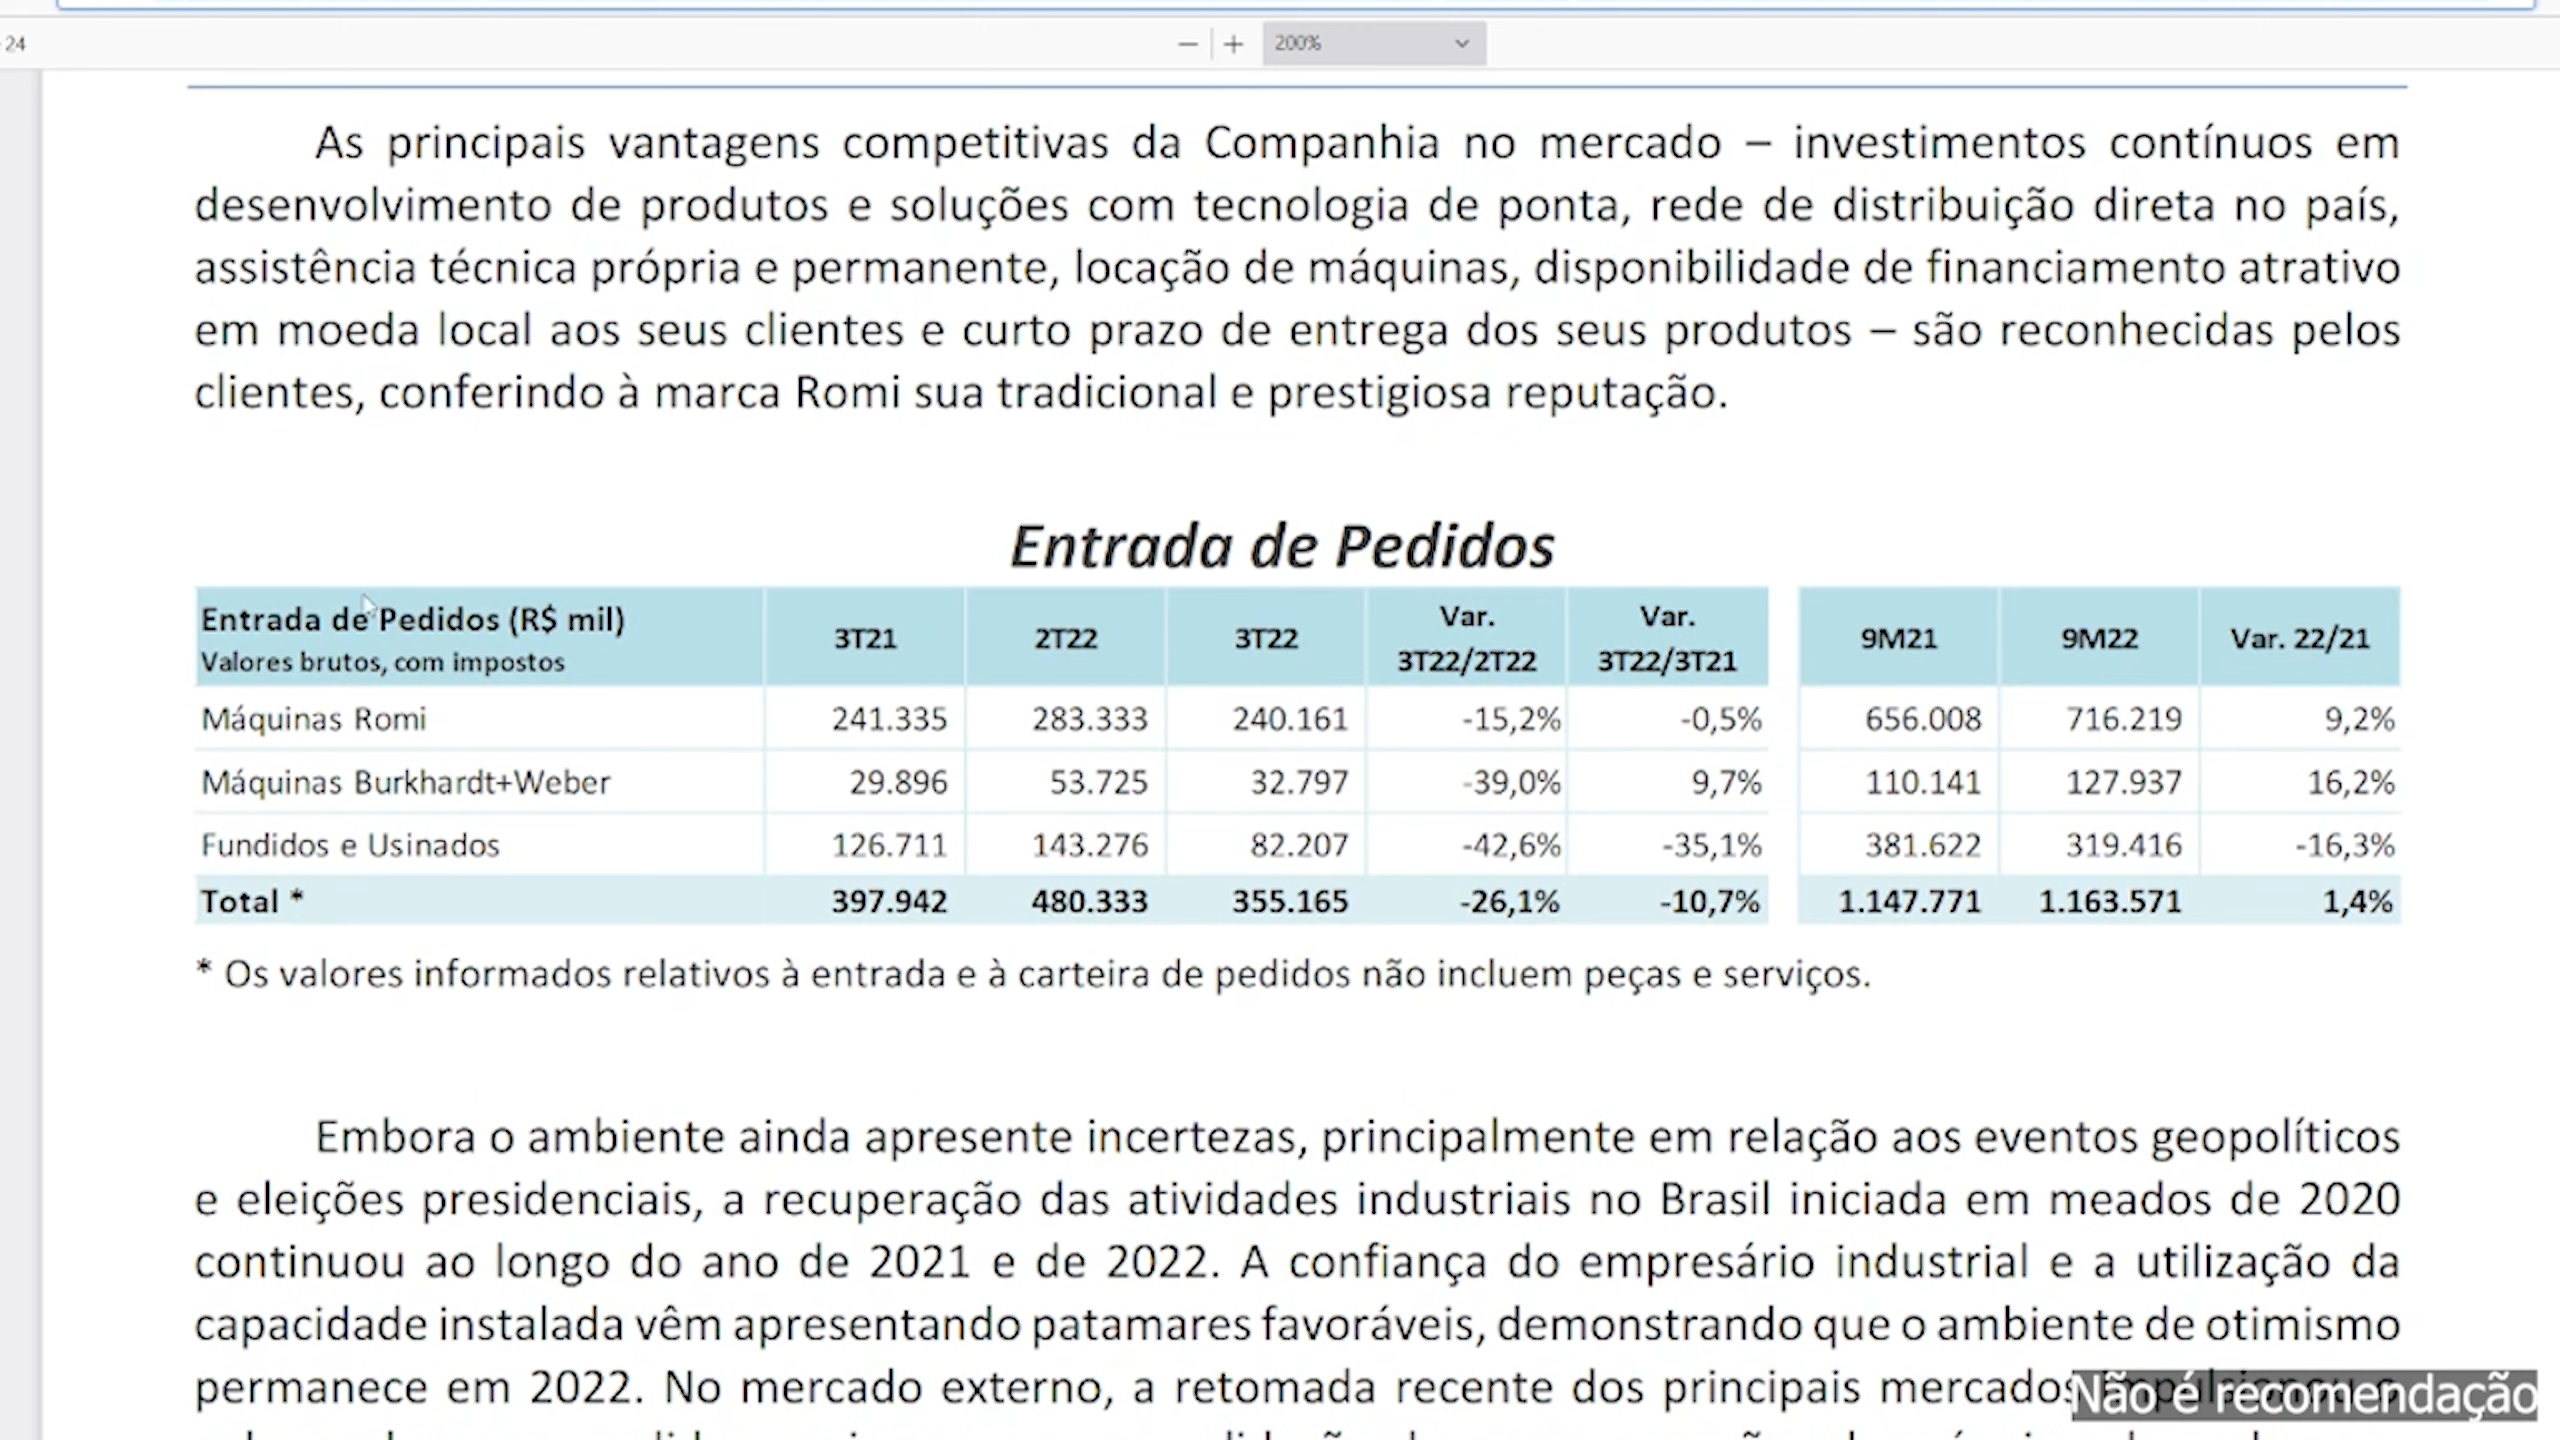 24
200%
As principais vantagens competitivas da Companhia no mercado – investimentos contínuos em
desenvolvimento de produtos e soluções com tecnologia de ponta, rede de distribuição direta no país,
assistência técnica própria e permanente, locação de máquinas, disponibilidade de financiamento atrativo
em moeda local aos seus clientes e curto prazo de entrega dos seus produtos – são reconhecidas pelos
clientes, conferindo à marca Romi sua tradicional e prestigiosa reputação.
Entrada de Pedidos
Entrada de Pedidos (R$ mil) Valores brutos, com impostos 3T21 2T22 3T22 Var. 3T22/2T22 Var. 3T22/3T21 9M21 9M22 Var. 22/21
Máquinas Romi 241.335 283.333 240.161 -15,2% -0,5% 656.008 716.219 9,2%
Máquinas Burkhardt+Weber 29.896 53.725 32.797 -39,0% 9,7% 110.141 127.937 16,2%
Fundidos e Usinados 126.711 143.276 82.207 -42,6% -35,1% 381.622 319.416 -16,3%
Total * 397.942 480.333 355.165 -26,1% -10,7% 1.147.771 1.163.571 1,4%
* Os valores informados relativos à entrada e à carteira de pedidos não incluem peças e serviços.
Embora o ambiente ainda apresente incertezas, principalmente em relação aos eventos geopolíticos
e eleições presidenciais, a recuperação das atividades industriais no Brasil iniciada em meados de 2020
continuou ao longo do ano de 2021 e de 2022. A confiança do empresário industrial e a utilização da
capacidade instalada vêm apresentando patamares favoráveis, demonstrando que o ambiente de otimismo
permanece em 2022. No mercado externo, a retomada recente dos principais mercados
Não é recomendação